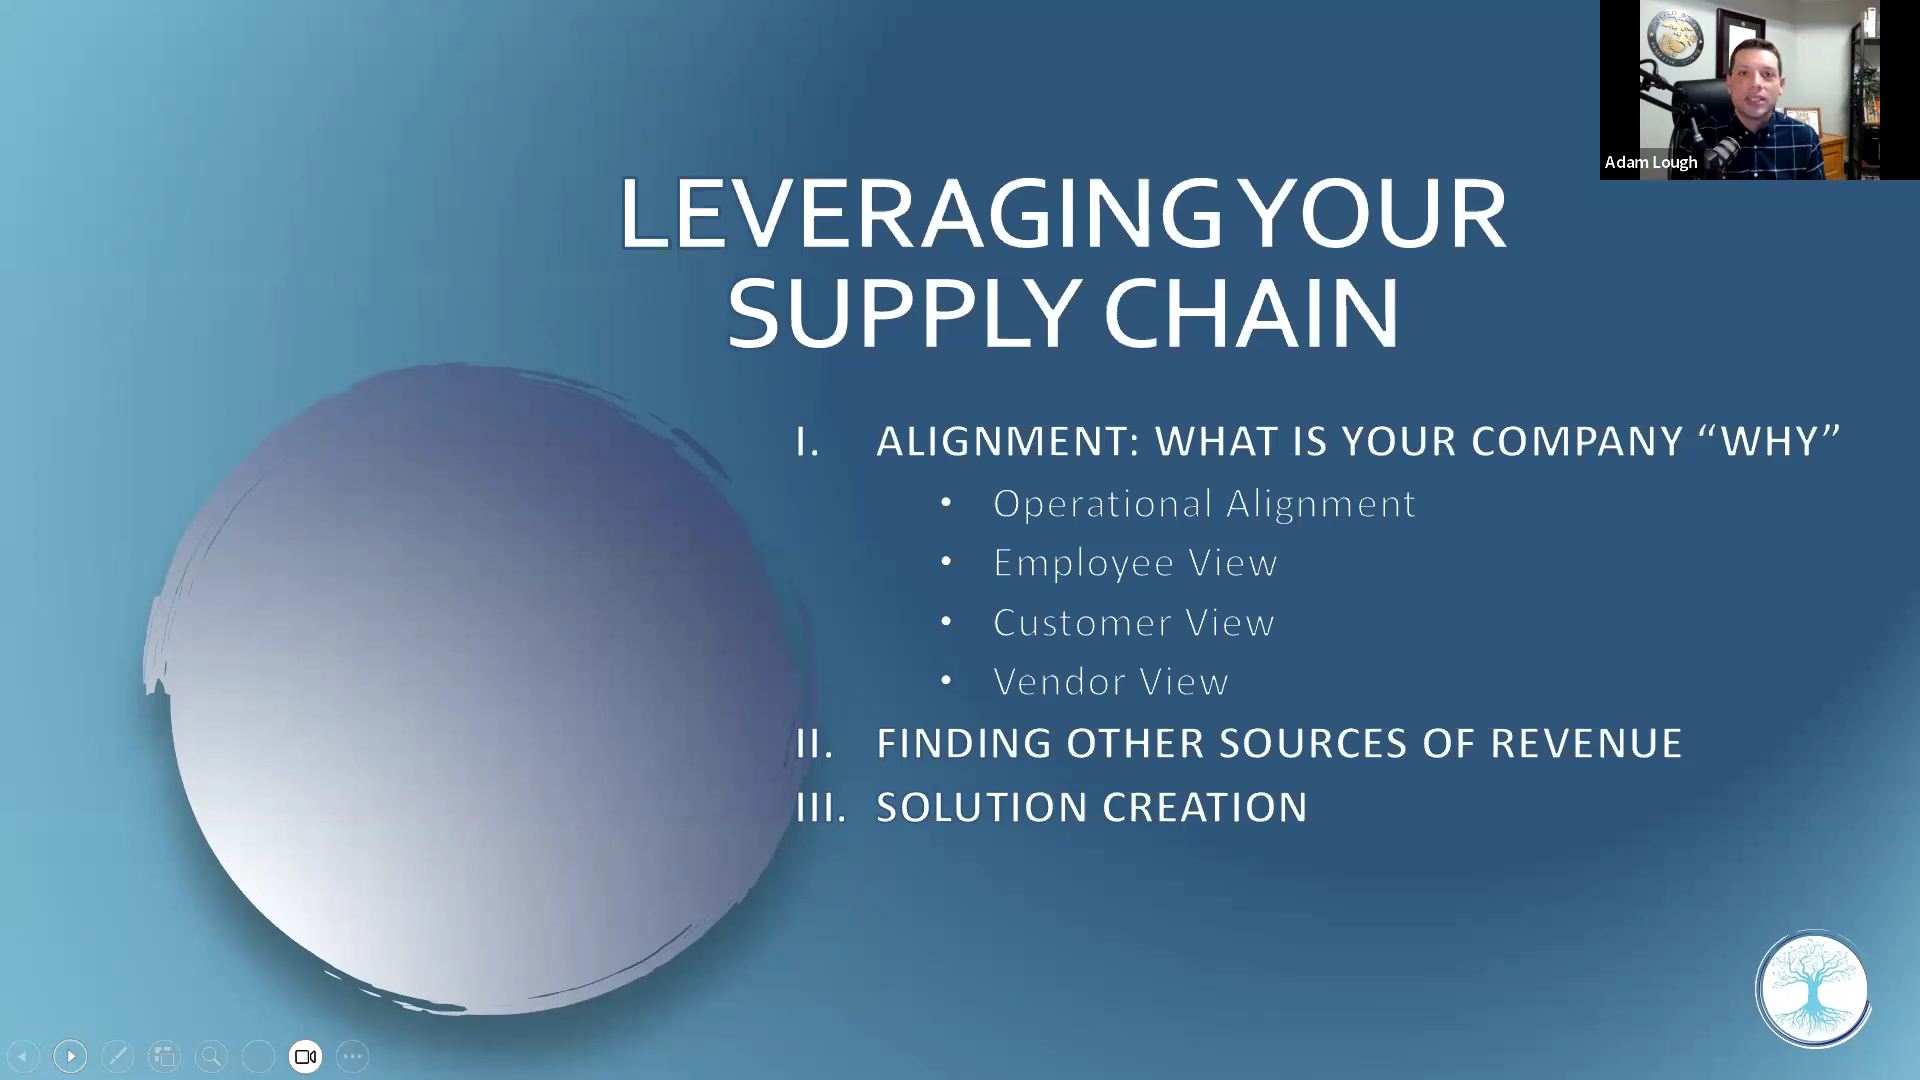 Adam Lough
LEVERAGING YOUR
SUPPLY CHAIN
I. ALIGNMENT: WHAT IS YOUR COMPANY “WHY”
• Operational Alignment
• Employee View
• Customer View
• Vendor View
II. FINDING OTHER SOURCES OF REVENUE
III. SOLUTION CREATION